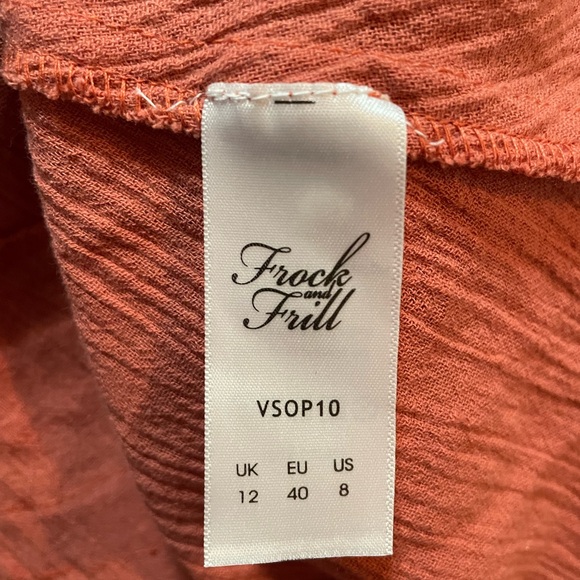 Frock
and
Frill
VSOP10
UK EU US
12 40 8